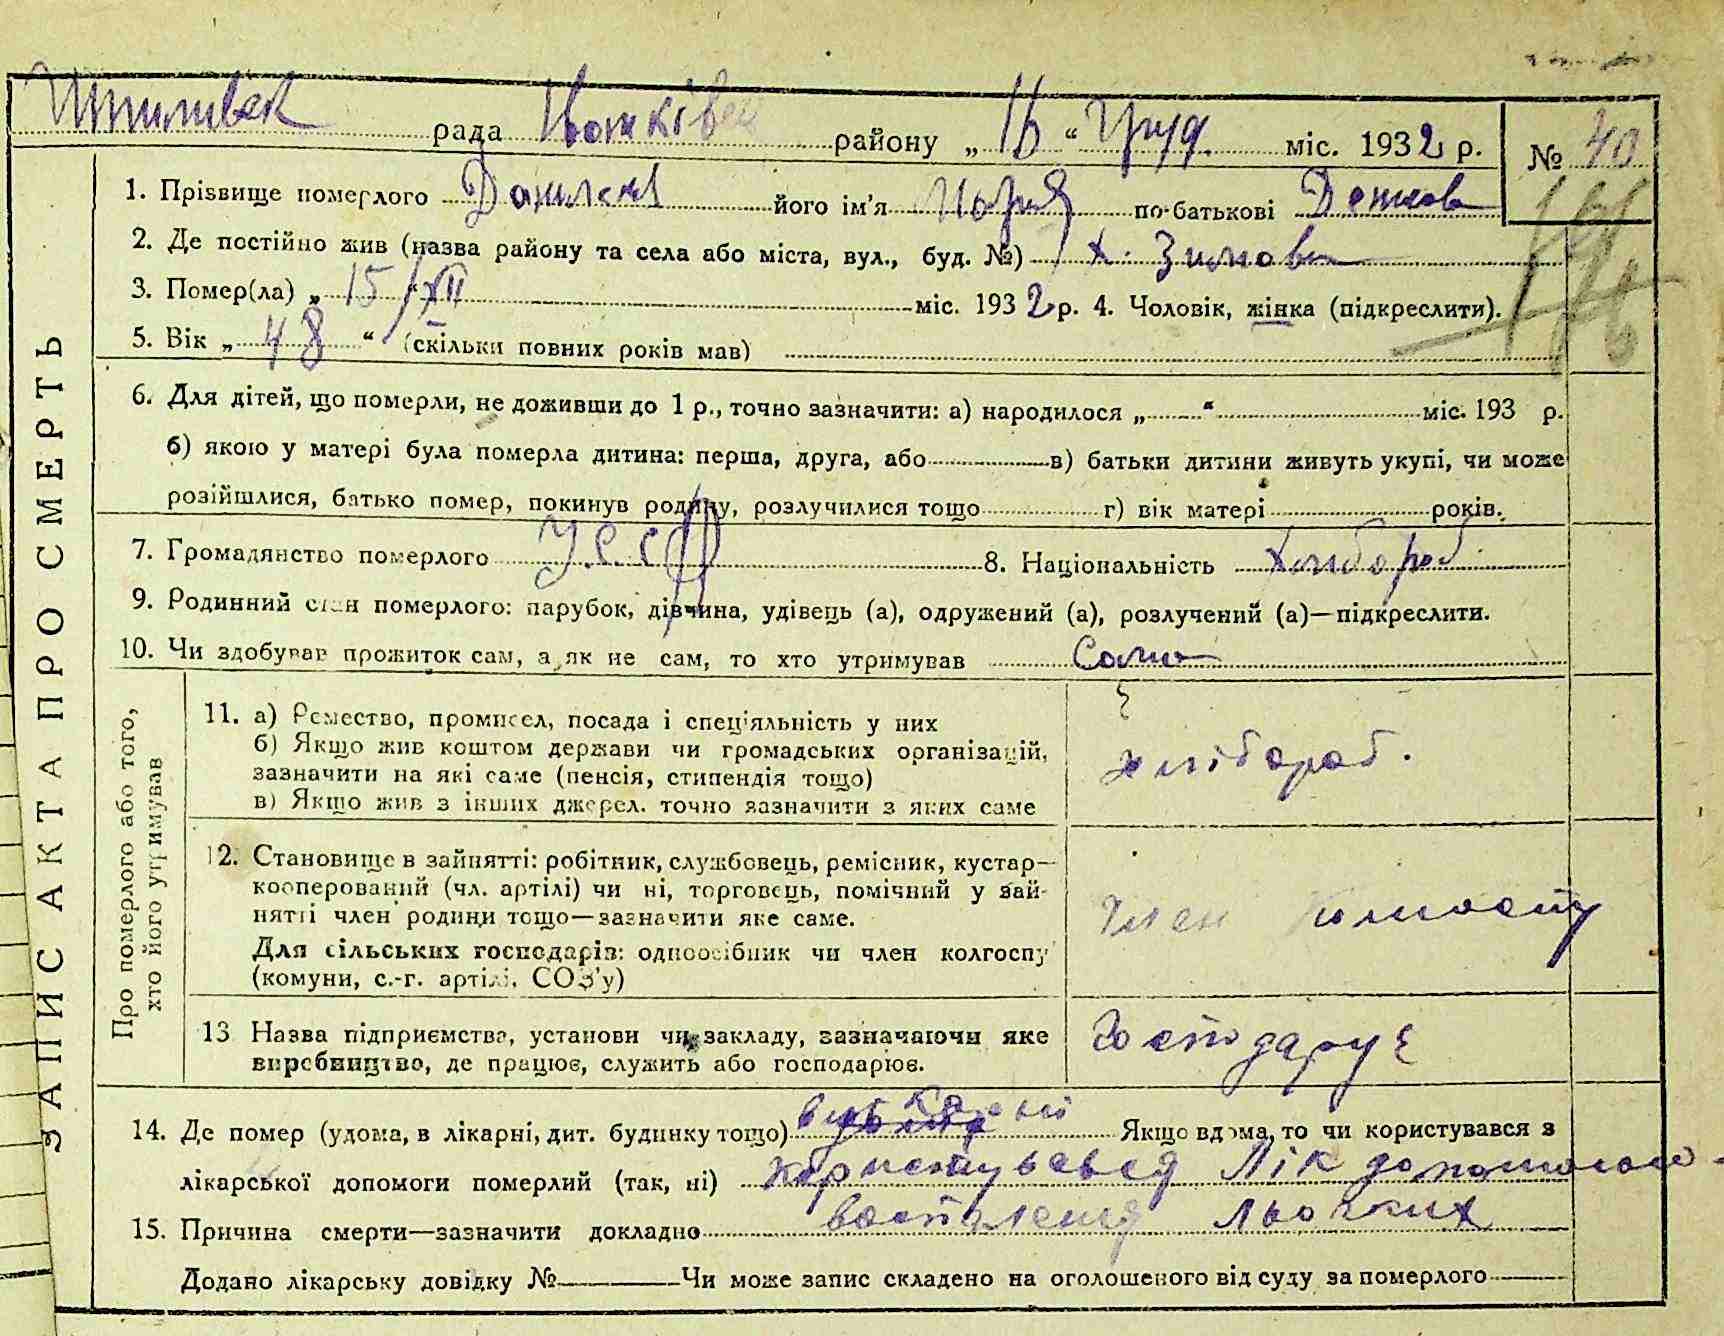 рада району „ 16 “ Груд. міс. 1932 р. № 40
1. Прізвище померлого його ім'я Марія по-батькові
2. Де постійно жив (назва району та села або міста, вул., буд. №) х.
3. Помер(ла) „ 15 “ XII міс. 1932 р. 4. Чоловік, жінка (підкреслити).
5. Вік „ 48 “ (скільки повних років мав)
6. Для дітей, що померли, не доживши до 1 р., точно зазначити: а) народилося „ “ міс. 193 р.
б) якою у матері була померла дитина: перша, друга, або в) батьки дитини живуть укупі, чи може
розійшлися, батько помер, покинув родину, розлучилися тощо г) вік матері років.
7. Громадянство померлого У.С.С.Р 8. Національність
9. Родинний стан померлого: парубок, дівчина, удівець (а), одружений (а), розлучений (а)—підкреслити.
10. Чи здобував прожиток сам, а як не сам, то хто утримував Сама
ЗАПИС АКТА ПРО СМЕРТЬ
Про померлого або того,
хто його утримував
11. а) Ремество, промисел, посада і спеціяльність у них
б) Якщо жив коштом держави чи громадських організацій,
зазначити на які саме (пенсія, стипендія тощо)
в) Якщо жив з інших джерел, точно зазначити з яких саме
хлібороб.
12. Становище в зайнятті: робітник, службовець, ремісник, кустар—
кооперований (чл. артілі) чи ні, торговець, помічний у зай-
нятті член родини тощо—зазначити яке саме.
Для сільських господарів: одноосібник чи член колгоспу
(комуни, с.-г. артілі, СОЗ'у)
член колгоспу
13 Назва підприємства, установи чи закладу, зазначаючи яке
виробництво, де працює, служить або господарює.
господарує
14. Де помер (удома, в лікарні, дит. будинку тощо) Якщо вдома, то чи користувався з
лікарської допомоги померлий (так, ні) Лік допомогою
15. Причина смерти—зазначити докладно воспаления льохких
Додано лікарську довідку № Чи може запис складено на оголошеного від суду за померлого